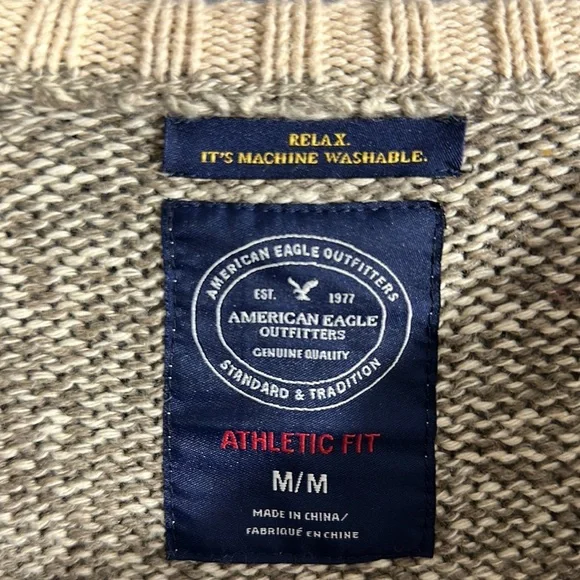 RELAX.
IT'S MACHINE WASHABLE.
AMERICAN EAGLE OUTFITTERS
EST. 1977
AMERICAN EAGLE
OUTFITTERS
GENUINE QUALITY
STANDARD & TRADITION
ATHLETIC FIT
M/M
MADE IN CHINA/
FABRIQUÉ EN CHINE